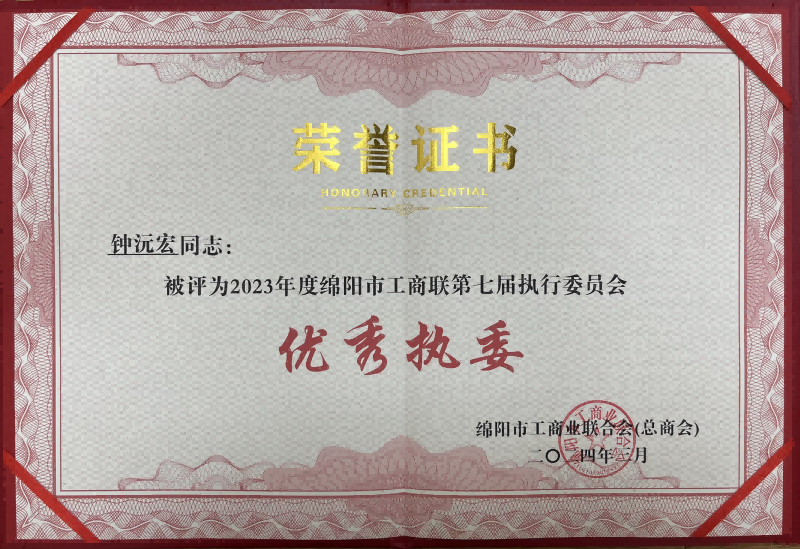 荣誉证书
HONORARY CREDENTIAL
钟沅宏同志:
被评为2023年度绵阳市工商联第七届执行委员会
优秀执委
绵阳市工商业联合会(总商会)
二〇二四年三月